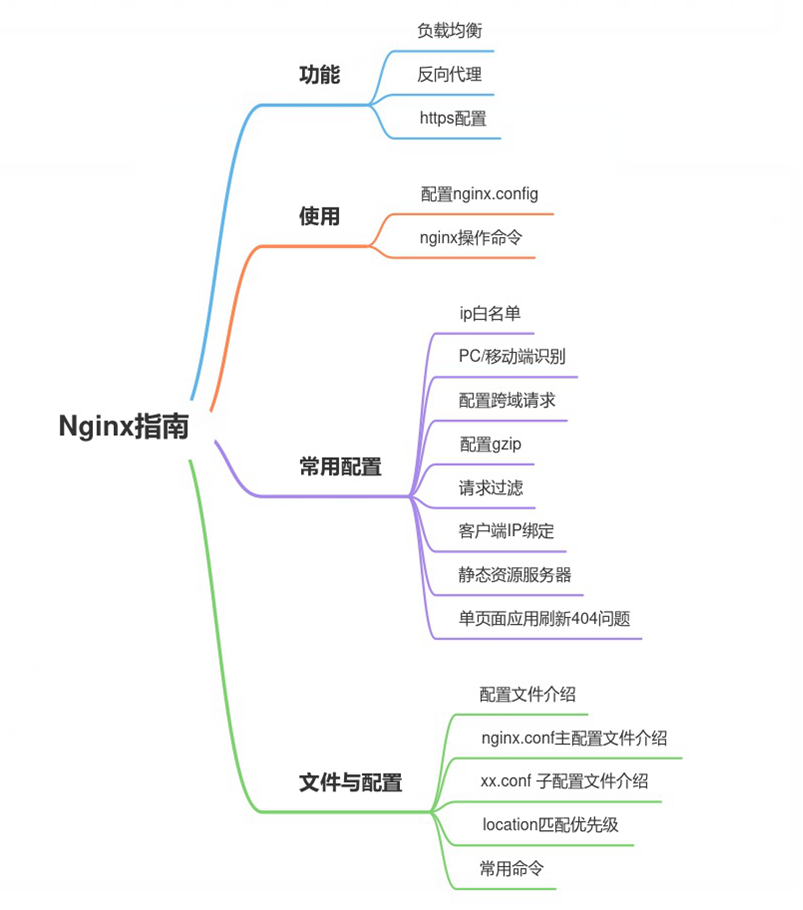 Nginx指南
功能
负载均衡
反向代理
https配置
使用
配置nginx.config
nginx操作命令
常用配置
ip白名单
PC/移动端识别
配置跨域请求
配置gzip
请求过滤
客户端IP绑定
静态资源服务器
单页面应用刷新404问题
文件与配置
配置文件介绍
nginx.conf主配置文件介绍
xx.conf 子配置文件介绍
location匹配优先级
常用命令